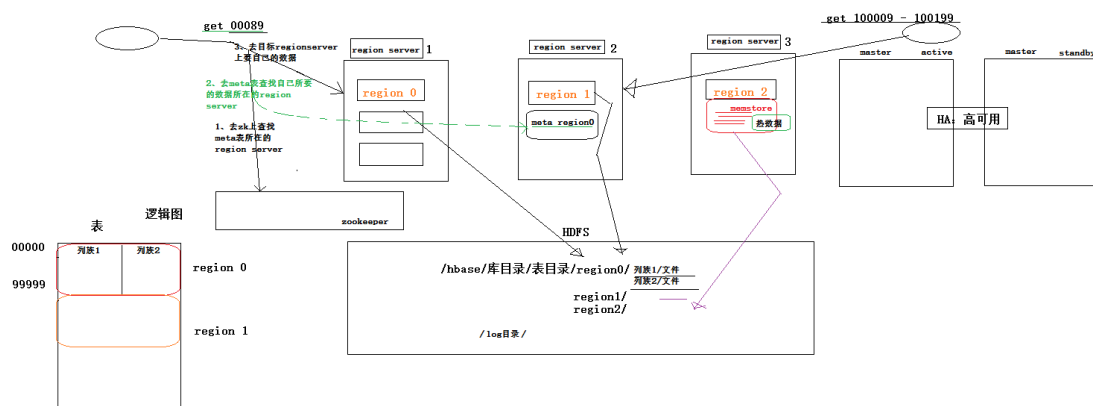 get 00089
get 100009 - 100199
3、去目标regionserver
上要自己的数据
region server 1
region server 2
region server 3
master active
master standby
2、去meta表查找自己所要
的数据所在的region
server
region 0
region 1
region 2
memstore
热数据
meta region0
HA：高可用
1、去zk上查找
meta表所在的
region server
zookeeper
逻辑图
表
HDFS
00000
列族1
列族2
region 0
99999
region 1
/hbase/库目录/表目录/region0/
列族1/文件
列族2/文件
region1/
region2/
/log目录/